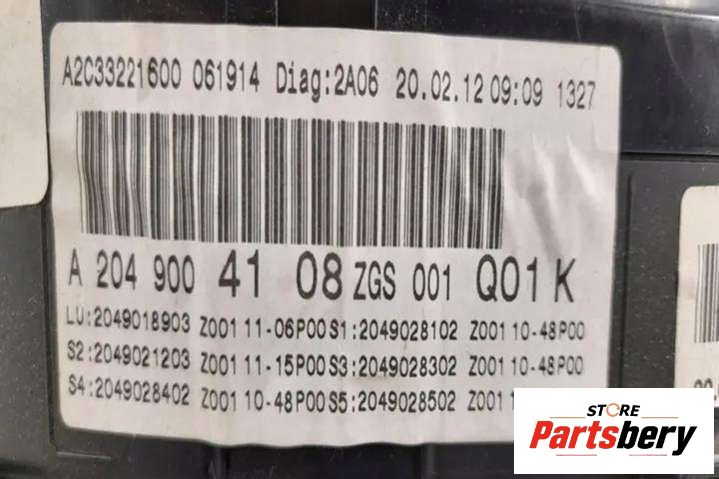 A2C33221600 061914 Diag:2A06 20.02.12 09:09 1327
A 204 900 41 08 ZGS 001 Q01 K
LU:2049018903 Z001 11-06P00 S1:2049028102 Z001 10-48P00
S2:2049021203 Z001 11-15P00 S3:2049028302 Z001 10-48P00
S4:2049028402 Z001 10-48P00 S5:2049028502 Z001
STORE
Partsbery